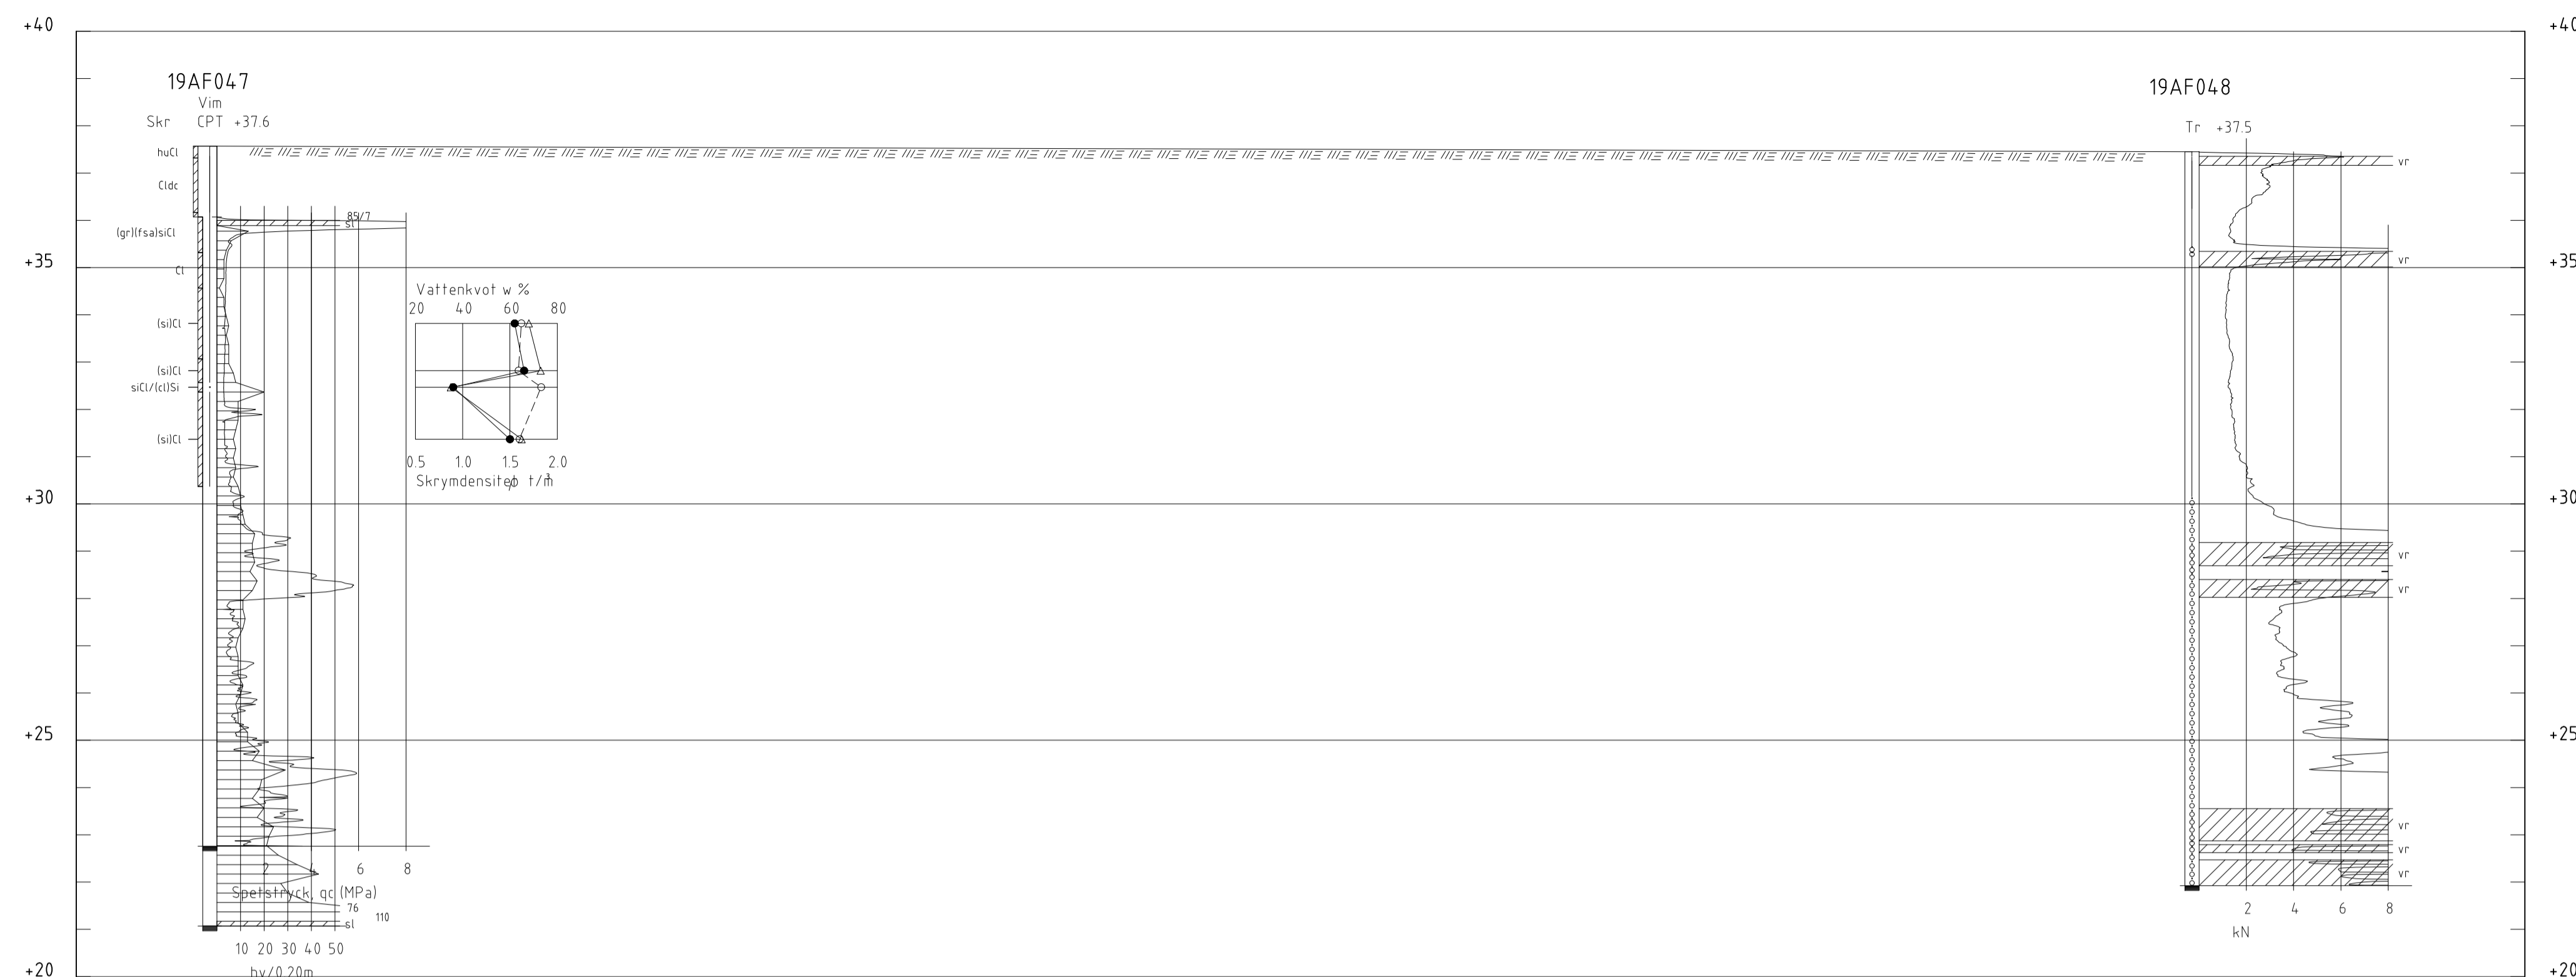 +40
+40
19AF047
19AF048
Vim
Skr CPT +37.6
Tr +37.5
huCl
vr
Cldc
85/7
sl
(gr)(fsa)siCl
+35
+35
Cl
vr
Vattenkvot w %
20 40 60 80
(si)Cl
(si)Cl
siCl/(cl)Si
(si)Cl
0.5 1.0 1.5 2.0
Skrymdensitet ρ t/m³
+30
+30
vr
vr
+25
+25
vr
vr
vr
2 4 6 8
Spetstryck, qc (MPa)
76
110
sl
10 20 30 40 50
hv/0.20m
2 4 6 8
kN
+20
+20